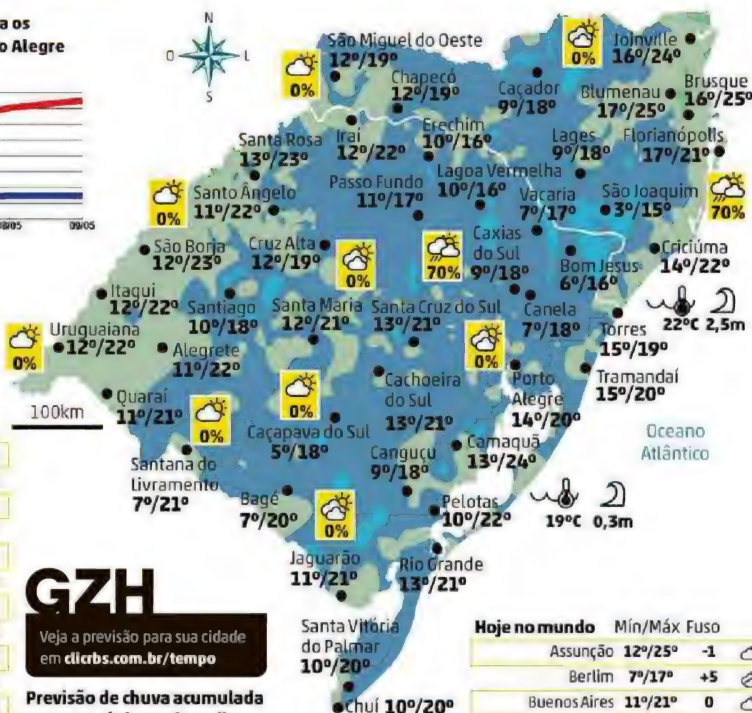 a os
o Alegre
08/05
09/05
N
O
L
S
São Miguel do Oeste
12º/19º
0%
Chapecó
12º/19º
Caçador
9º/18º
0%
Joinville
16º/24º
Blumenau
17º/25º
Brusque
16º/25º
Santa Rosa
13º/23º
Iraí
12º/22º
Erechim
10º/16º
Lages
9º/18º
Florianópolis
17º/21º
Lagoa Vermelha
10º/16º
Santo Ângelo
11º/22º
0%
Passo Fundo
11º/17º
Vacaria
7º/17º
São Joaquim
3º/15º
70%
São Borja
12º/23º
Cruz Alta
12º/19º
0%
70%
Caxias
do Sul
9º/18º
Bom Jesus
6º/16º
Criciúma
14º/22º
Itaqui
12º/22º
Santiago
10º/18º
Santa Maria
12º/21º
Santa Cruz do Sul
13º/21º
Canela
7º/18º
22ºC 2,5m
Torres
15º/19º
Uruguaiana
12º/22º
0%
Alegrete
11º/22º
0%
Cachoeira
do Sul
13º/21º
Porto
Alegre
14º/20º
Tramandaí
15º/20º
Quaraí
11º/21º
0%
0%
100km
Caçapava do Sul
5º/18º
Camaquã
13º/24º
Oceano
Atlântico
Santana do
Livramento
7º/21º
Bagé
7º/20º
Canguçu
9º/18º
Pelotas
10º/22º
19ºC 0,3m
0%
Jaguarão
11º/21º
Rio Grande
13º/21º
GZH
Veja a previsão para sua cidade
em clicrbs.com.br/tempo
Santa Vitória
do Palmar
10º/20º
Chuí 10º/20º
Previsão de chuva acumulada
Hoje no mundo Mín/Máx Fuso
Assunção 12º/25º -1
Berlim 7º/17º +5
Buenos Aires 11º/21º 0